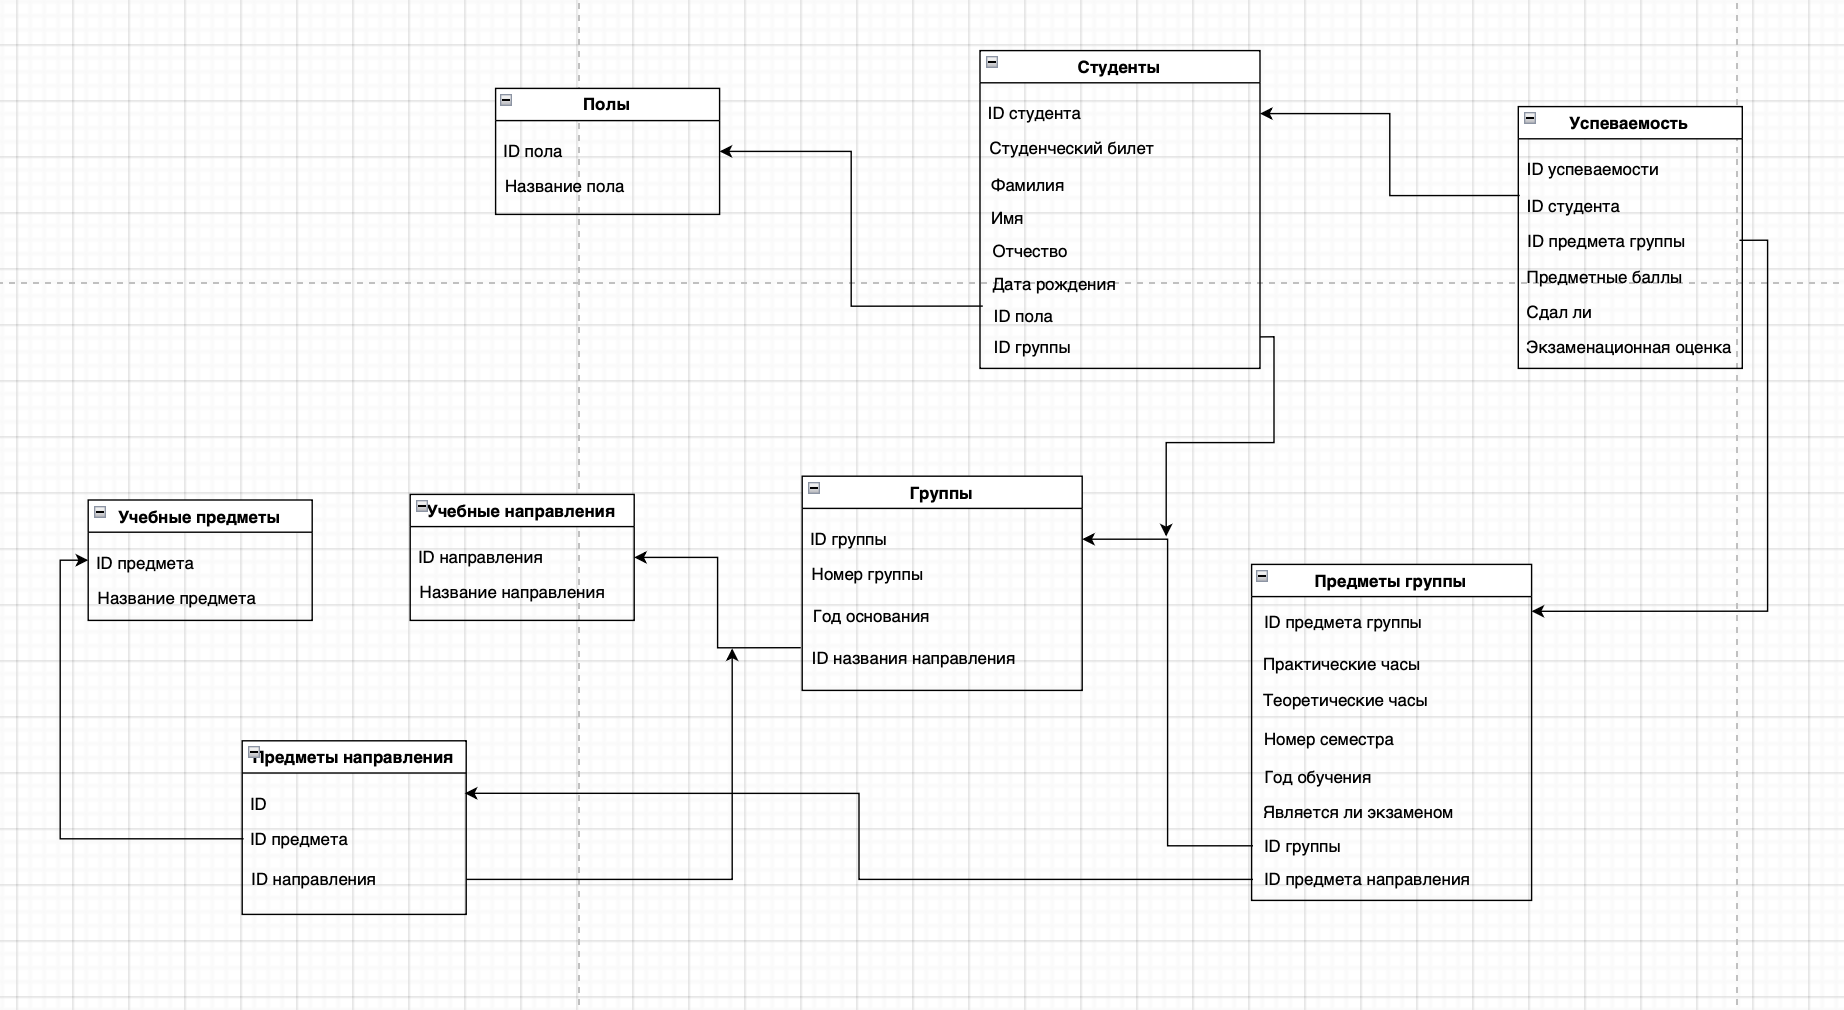 Полы
ID пола
Название пола
Студенты
ID студента
Студенческий билет
Фамилия
Имя
Отчество
Дата рождения
ID пола
ID группы
Успеваемость
ID успеваемости
ID студента
ID предмета группы
Предметные баллы
Сдал ли
Экзаменационная оценка
Учебные предметы
ID предмета
Название предмета
Учебные направления
ID направления
Название направления
Группы
ID группы
Номер группы
Год основания
ID названия направления
Предметы группы
ID предмета группы
Практические часы
Теоретические часы
Номер семестра
Год обучения
Является ли экзаменом
ID группы
ID предмета направления
Предметы направления
ID
ID предмета
ID направления